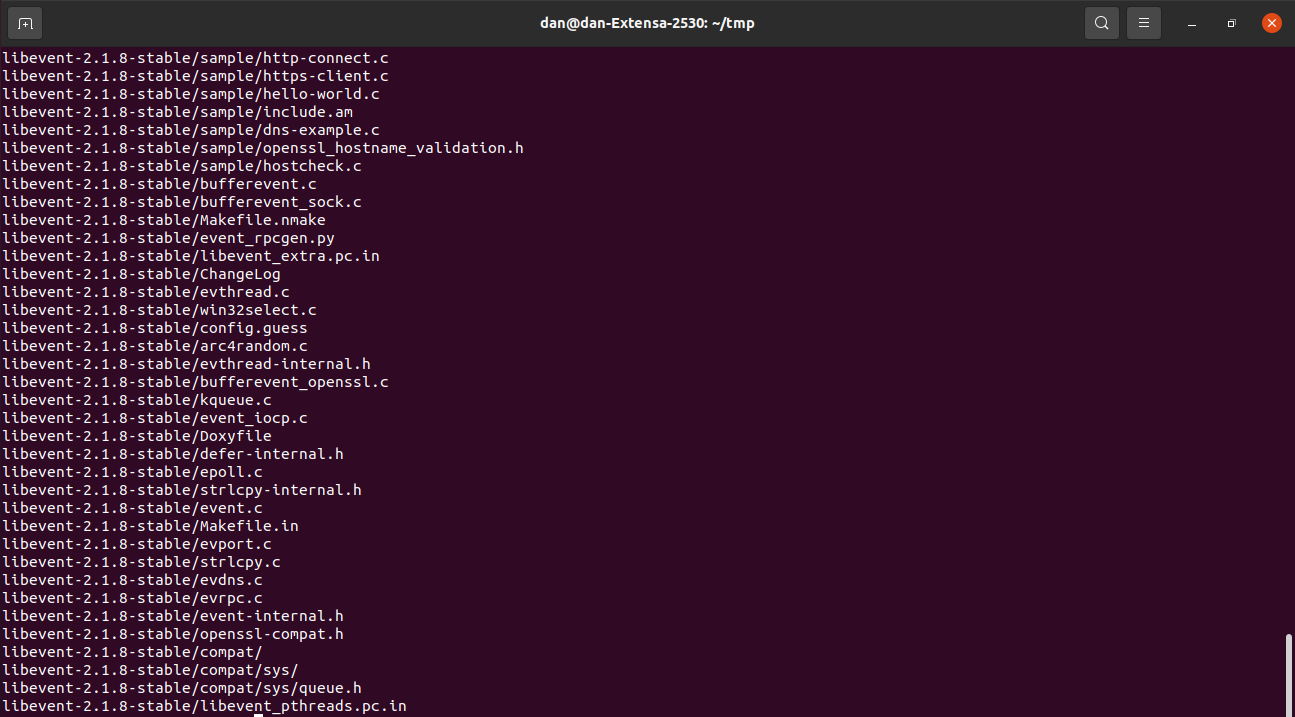 dan@dan-Extensa-2530: ~/tmp
libevent-2.1.8-stable/sample/http-connect.c
libevent-2.1.8-stable/sample/https-client.c
libevent-2.1.8-stable/sample/hello-world.c
libevent-2.1.8-stable/sample/include.am
libevent-2.1.8-stable/sample/dns-example.c
libevent-2.1.8-stable/sample/openssl_hostname_validation.h
libevent-2.1.8-stable/sample/hostcheck.c
libevent-2.1.8-stable/bufferevent.c
libevent-2.1.8-stable/bufferevent_sock.c
libevent-2.1.8-stable/Makefile.nmake
libevent-2.1.8-stable/event_rpcgen.py
libevent-2.1.8-stable/libevent_extra.pc.in
libevent-2.1.8-stable/ChangeLog
libevent-2.1.8-stable/evthread.c
libevent-2.1.8-stable/win32select.c
libevent-2.1.8-stable/config.guess
libevent-2.1.8-stable/arc4random.c
libevent-2.1.8-stable/evthread-internal.h
libevent-2.1.8-stable/bufferevent_openssl.c
libevent-2.1.8-stable/kqueue.c
libevent-2.1.8-stable/event_iocp.c
libevent-2.1.8-stable/Doxyfile
libevent-2.1.8-stable/defer-internal.h
libevent-2.1.8-stable/epoll.c
libevent-2.1.8-stable/strlcpy-internal.h
libevent-2.1.8-stable/event.c
libevent-2.1.8-stable/Makefile.in
libevent-2.1.8-stable/evport.c
libevent-2.1.8-stable/strlcpy.c
libevent-2.1.8-stable/evdns.c
libevent-2.1.8-stable/evrpc.c
libevent-2.1.8-stable/event-internal.h
libevent-2.1.8-stable/openssl-compat.h
libevent-2.1.8-stable/compat/
libevent-2.1.8-stable/compat/sys/
libevent-2.1.8-stable/compat/sys/queue.h
libevent-2.1.8-stable/libevent_pthreads.pc.in